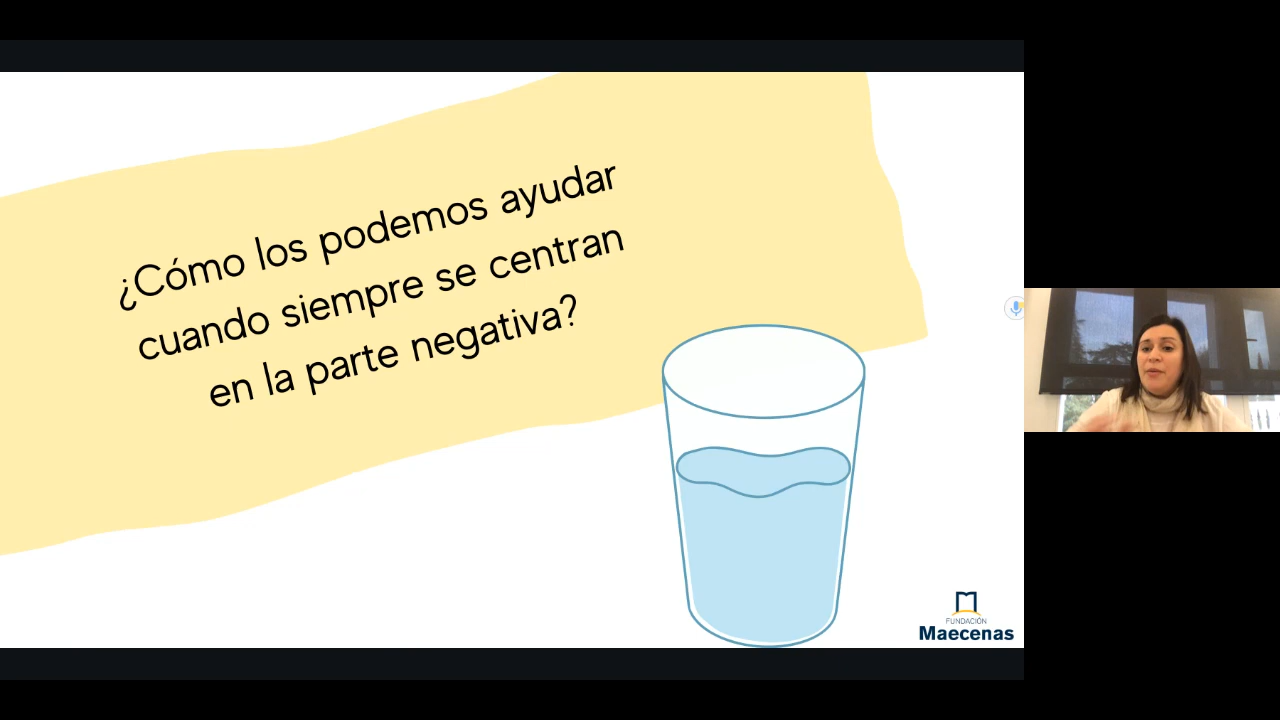 ¿Cómo los podemos ayudar
cuando siempre se centran
en la parte negativa?
FUNDACIÓN
Maecenas